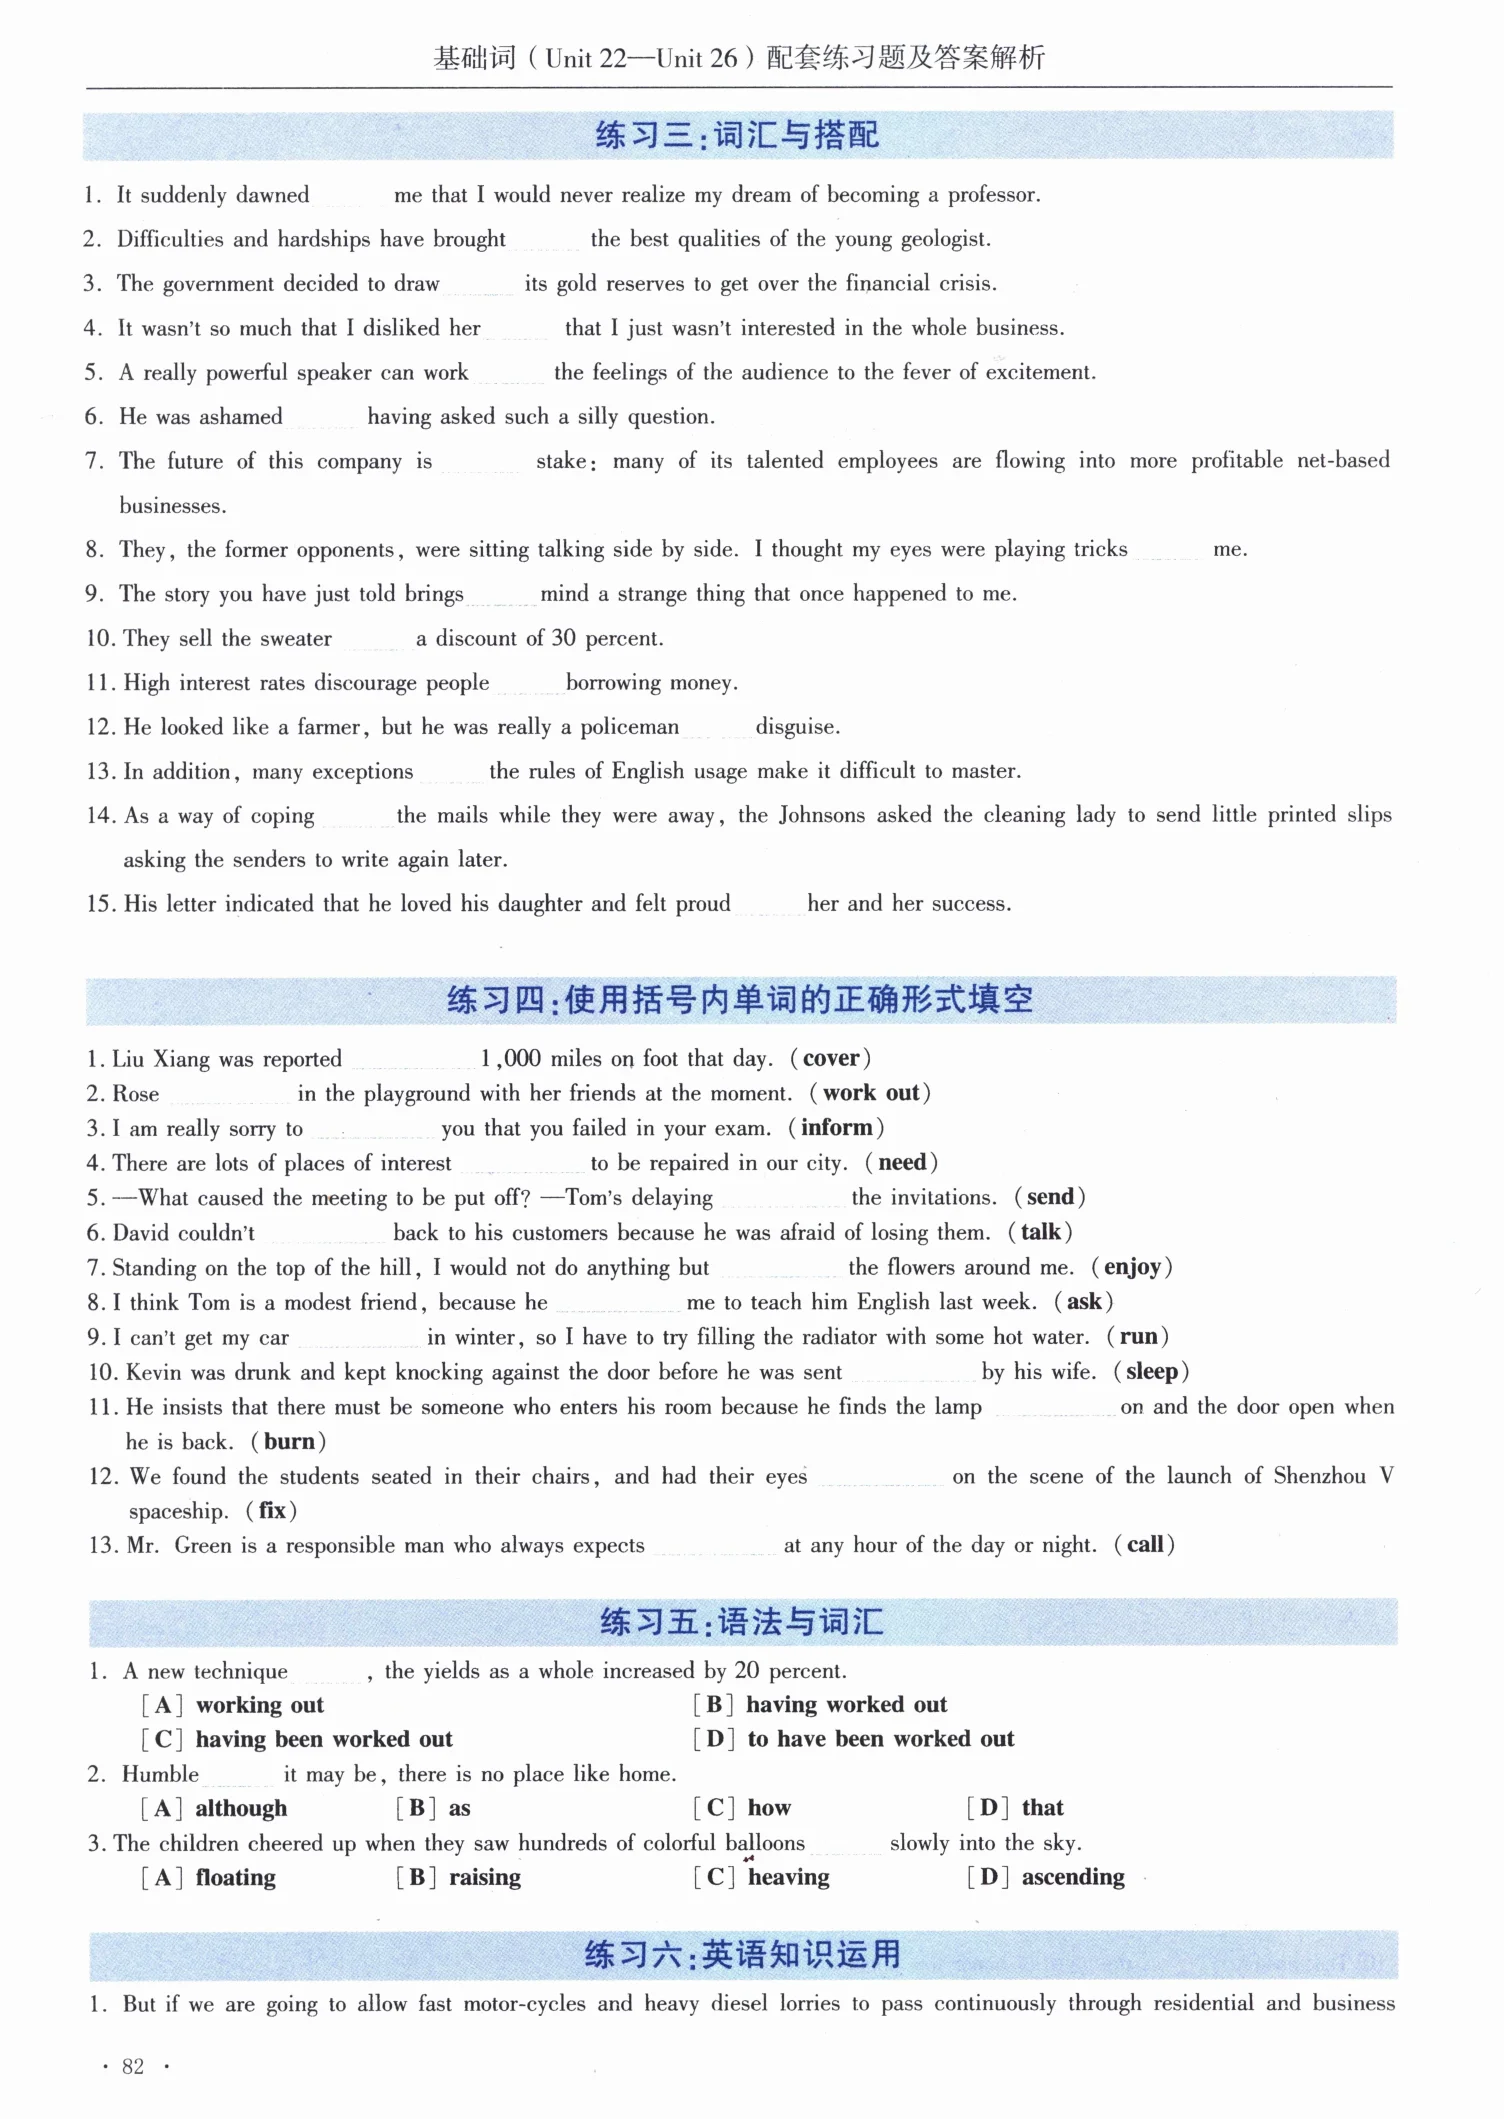 基础词（Unit 22—Unit 26）配套练习题及答案解析
练习三:词汇与搭配
1. It suddenly dawned ______ me that I would never realize my dream of becoming a professor.
2. Difficulties and hardships have brought ______ the best qualities of the young geologist.
3. The government decided to draw ______ its gold reserves to get over the financial crisis.
4. It wasn't so much that I disliked her ______ that I just wasn't interested in the whole business.
5. A really powerful speaker can work ______ the feelings of the audience to the fever of excitement.
6. He was ashamed ______ having asked such a silly question.
7. The future of this company is ______ stake: many of its talented employees are flowing into more profitable net-based
businesses.
8. They, the former opponents, were sitting talking side by side. I thought my eyes were playing tricks ______ me.
9. The story you have just told brings ______ mind a strange thing that once happened to me.
10. They sell the sweater ______ a discount of 30 percent.
11. High interest rates discourage people ______ borrowing money.
12. He looked like a farmer, but he was really a policeman ______ disguise.
13. In addition, many exceptions ______ the rules of English usage make it difficult to master.
14. As a way of coping ______ the mails while they were away, the Johnsons asked the cleaning lady to send little printed slips
asking the senders to write again later.
15. His letter indicated that he loved his daughter and felt proud ______ her and her success.
练习四:使用括号内单词的正确形式填空
1. Liu Xiang was reported ______ 1,000 miles on foot that day. (cover)
2. Rose ______ in the playground with her friends at the moment. (work out)
3. I am really sorry to ______ you that you failed in your exam. (inform)
4. There are lots of places of interest ______ to be repaired in our city. (need)
5. —What caused the meeting to be put off? —Tom's delaying ______ the invitations. (send)
6. David couldn't ______ back to his customers because he was afraid of losing them. (talk)
7. Standing on the top of the hill, I would not do anything but ______ the flowers around me. (enjoy)
8. I think Tom is a modest friend, because he ______ me to teach him English last week. (ask)
9. I can't get my car ______ in winter, so I have to try filling the radiator with some hot water. (run)
10. Kevin was drunk and kept knocking against the door before he was sent ______ by his wife. (sleep)
11. He insists that there must be someone who enters his room because he finds the lamp ______ on and the door open when
he is back. (burn)
12. We found the students seated in their chairs, and had their eyes ______ on the scene of the launch of Shenzhou V
spaceship. (fix)
13. Mr. Green is a responsible man who always expects ______ at any hour of the day or night. (call)
练习五:语法与词汇
1. A new technique ______, the yields as a whole increased by 20 percent.
[A] working out [B] having worked out
[C] having been worked out [D] to have been worked out
2. Humble ______ it may be, there is no place like home.
[A] although [B] as [C] how [D] that
3. The children cheered up when they saw hundreds of colorful balloons ______ slowly into the sky.
[A] floating [B] raising [C] heaving [D] ascending
练习六:英语知识运用
1. But if we are going to allow fast motor-cycles and heavy diesel lorries to pass continuously through residential and business
· 82 ·